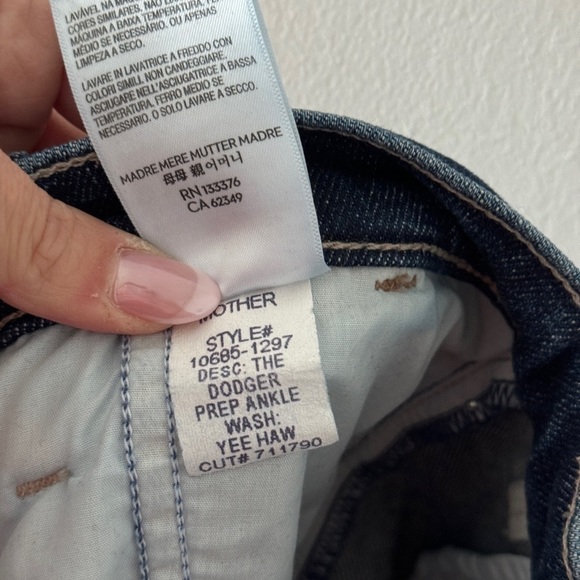 LAVÁVEL NA MÁQUINA
CORES SIMILARES. NÃO
MÁQUINA A BAIXA TEMPERATURA. FERRO
MÉDIO SE NECESSÁRIO. OU APENAS
LIMPEZA A SECO.
LAVARE IN LAVATRICE A FREDDO CON
COLORI SIMILI. NON CANDEGGIARE.
ASCIUGARE NELL'ASCIUGATRICE A BASSA
TEMPERATURA. FERRO MEDIO SE
NECESSARIO. O SOLO LAVARE A SECCO.
MADRE MERE MUTTER MADRE
母母 親 어머니
RN 133376
CA 62349
MOTHER
STYLE#
10685-1297
DESC: THE
DODGER
PREP ANKLE
WASH:
YEE HAW
CUT# 711790